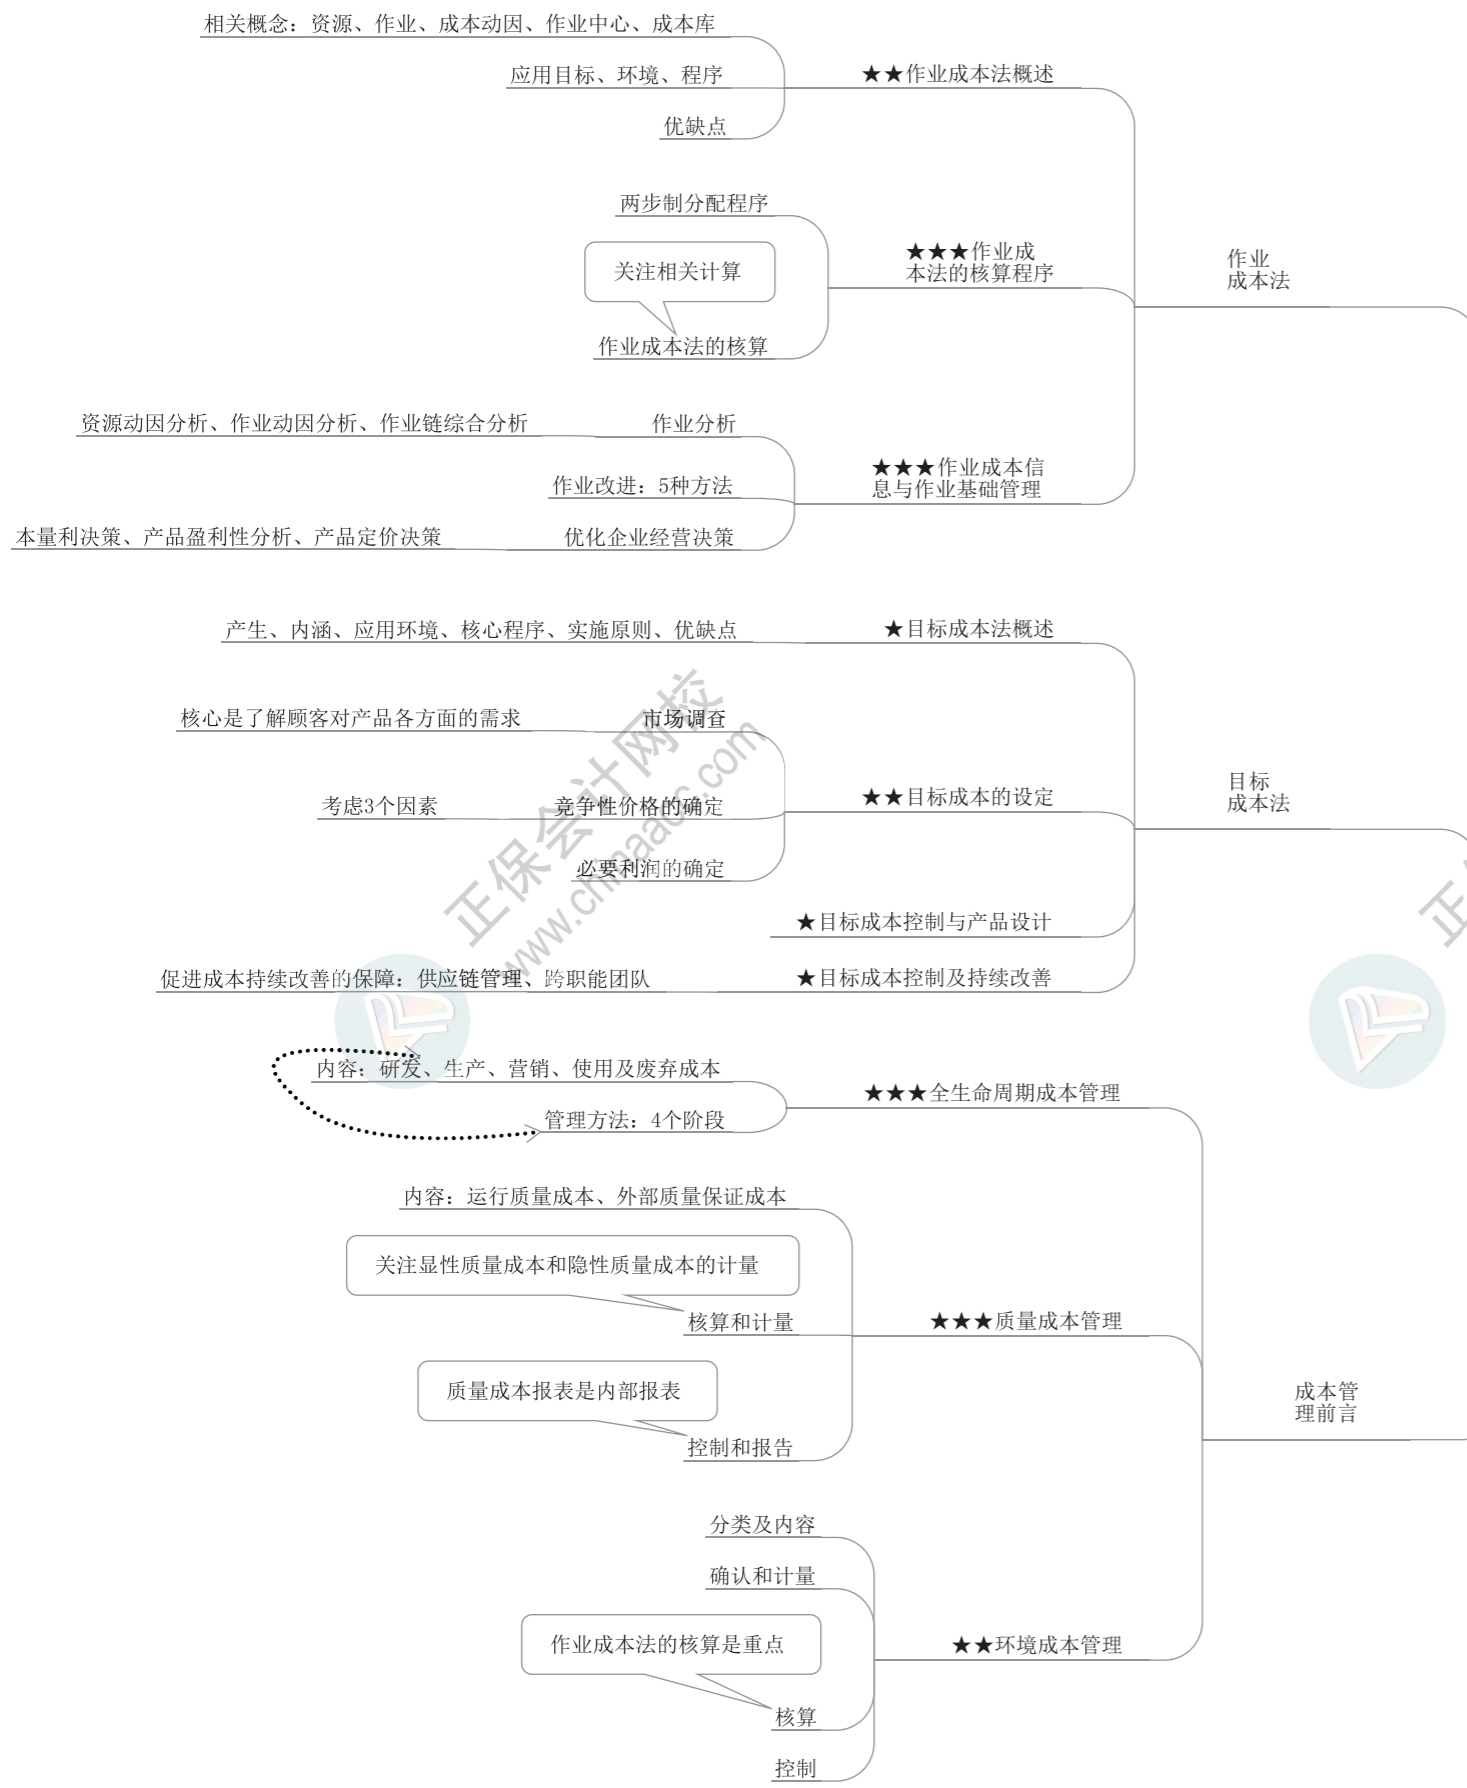 相关概念：资源、作业、成本动因、作业中心、成本库
应用目标、环境、程序
★★作业成本法概述
优缺点
两步制分配程序
关注相关计算
★★★作业成
本法的核算程序
作业
成本法
作业成本法的核算
资源动因分析、作业动因分析、作业链综合分析
作业分析
作业改进：5种方法
★★★作业成本信
息与作业基础管理
本量利决策、产品盈利性分析、产品定价决策
优化企业经营决策
产生、内涵、应用环境、核心程序、实施原则、优缺点
★目标成本法概述
核心是了解顾客对产品各方面的需求
市场调查
考虑3个因素
竞争性价格的确定
★★目标成本的设定
目标
成本法
必要利润的确定
★目标成本控制与产品设计
促进成本持续改善的保障：供应链管理、跨职能团队
★目标成本控制及持续改善
正保会计网校
www.chinaacc.com
正
内容：研发、生产、营销、使用及废弃成本
★★★全生命周期成本管理
管理方法：4个阶段
内容：运行质量成本、外部质量保证成本
关注显性质量成本和隐性质量成本的计量
核算和计量
★★★质量成本管理
质量成本报表是内部报表
控制和报告
成本管
理前言
分类及内容
确认和计量
作业成本法的核算是重点
★★环境成本管理
核算
控制